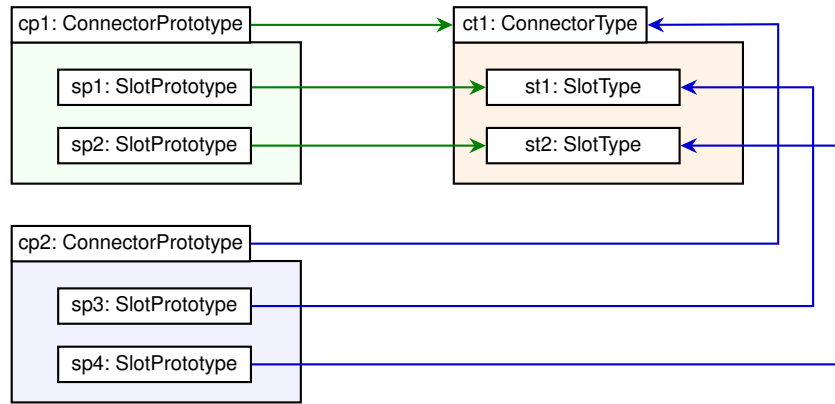 cp1: ConnectorPrototype
ct1: ConnectorType
sp1: SlotPrototype
st1: SlotType
sp2: SlotPrototype
st2: SlotType
cp2: ConnectorPrototype
sp3: SlotPrototype
sp4: SlotPrototype